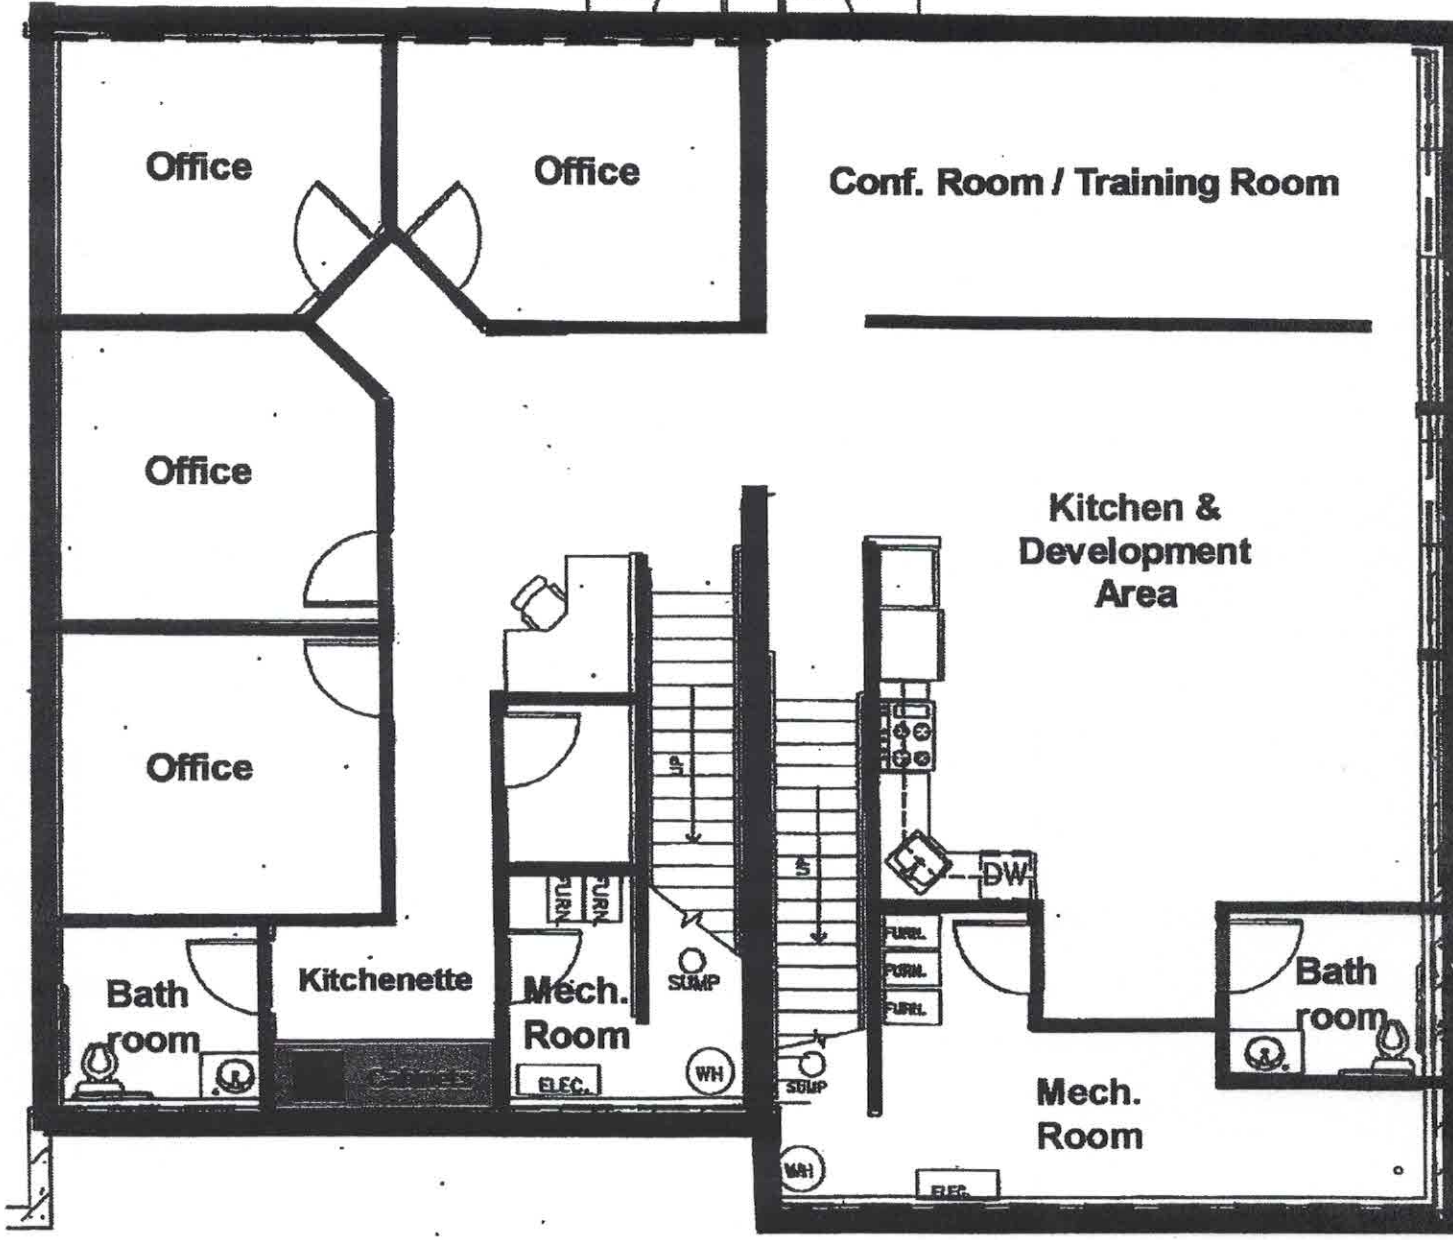 Office
Office
Conf. Room / Training Room
Office
Kitchen &
Development
Area
Office
UP
UP
DW
FURN.
FURN.
FURN.
FURN
FURN
SUMP
SUMP
Bath
room
Kitchenette
Cabinets
Mech.
Room
ELEC.
WH
Bath
room
Mech.
Room
WH
ELEC.